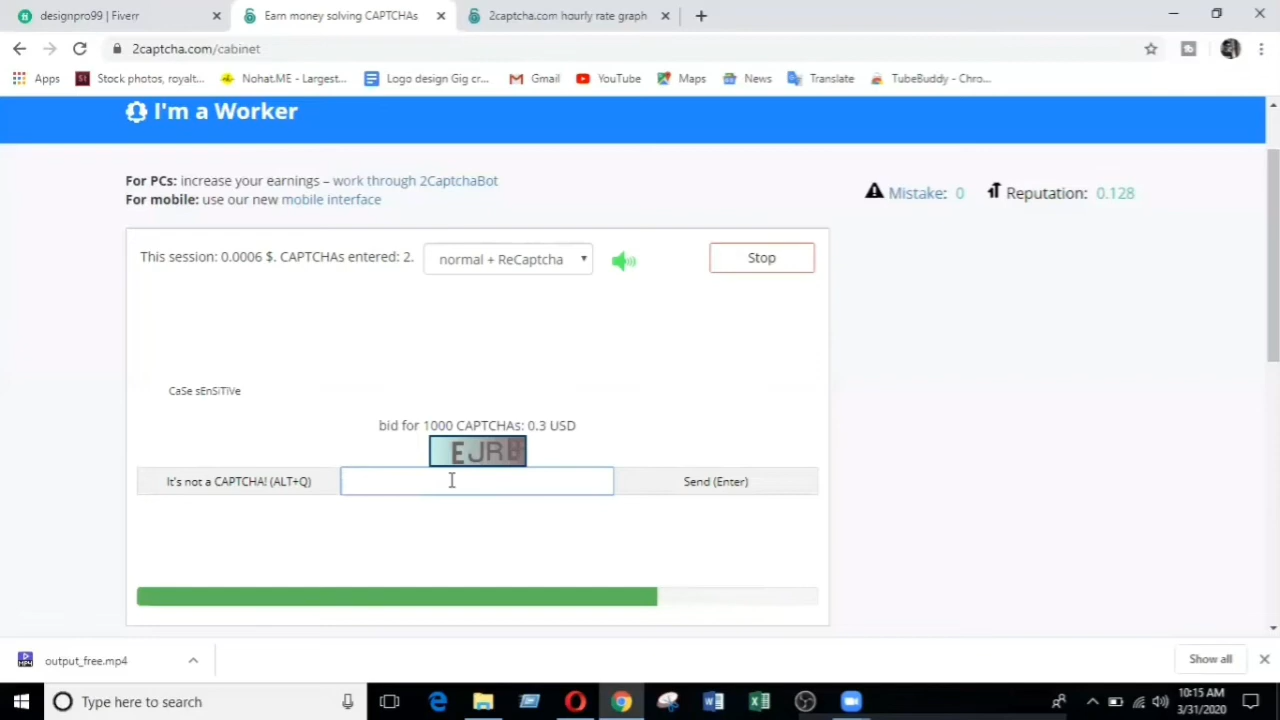 designpro99 | Fiverr
Earn money solving CAPTCHAs
2captcha.com hourly rate graph
2captcha.com/cabinet
Apps
Stock photos, royalt...
Nohat.ME - Largest...
Logo design Gig cr...
Gmail
YouTube
Maps
News
Translate
TubeBuddy - Chro...
I'm a Worker
For PCs: increase your earnings – work through 2CaptchaBot
For mobile: use our new mobile interface
Mistake: 0
Reputation: 0.128
This session: 0.0006 $. CAPTCHAs entered: 2.
normal + ReCaptcha
Stop
CaSe sEnSiTiVe
bid for 1000 CAPTCHAs: 0.3 USD
It's not a CAPTCHA! (ALT+Q)
Send (Enter)
output_free.mp4
Show all
Type here to search
10:15 AM
3/31/2020